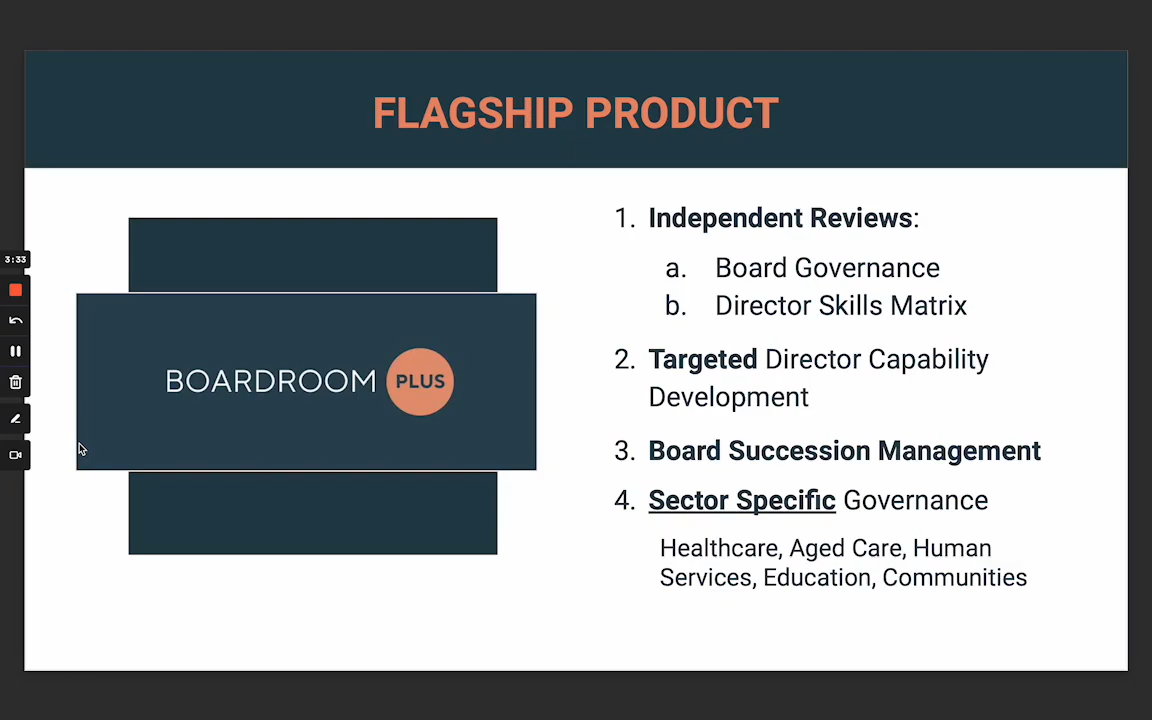 FLAGSHIP PRODUCT
3:33
BOARDROOM PLUS
1. Independent Reviews:
a. Board Governance
b. Director Skills Matrix
2. Targeted Director Capability
Development
3. Board Succession Management
4. Sector Specific Governance
Healthcare, Aged Care, Human
Services, Education, Communities